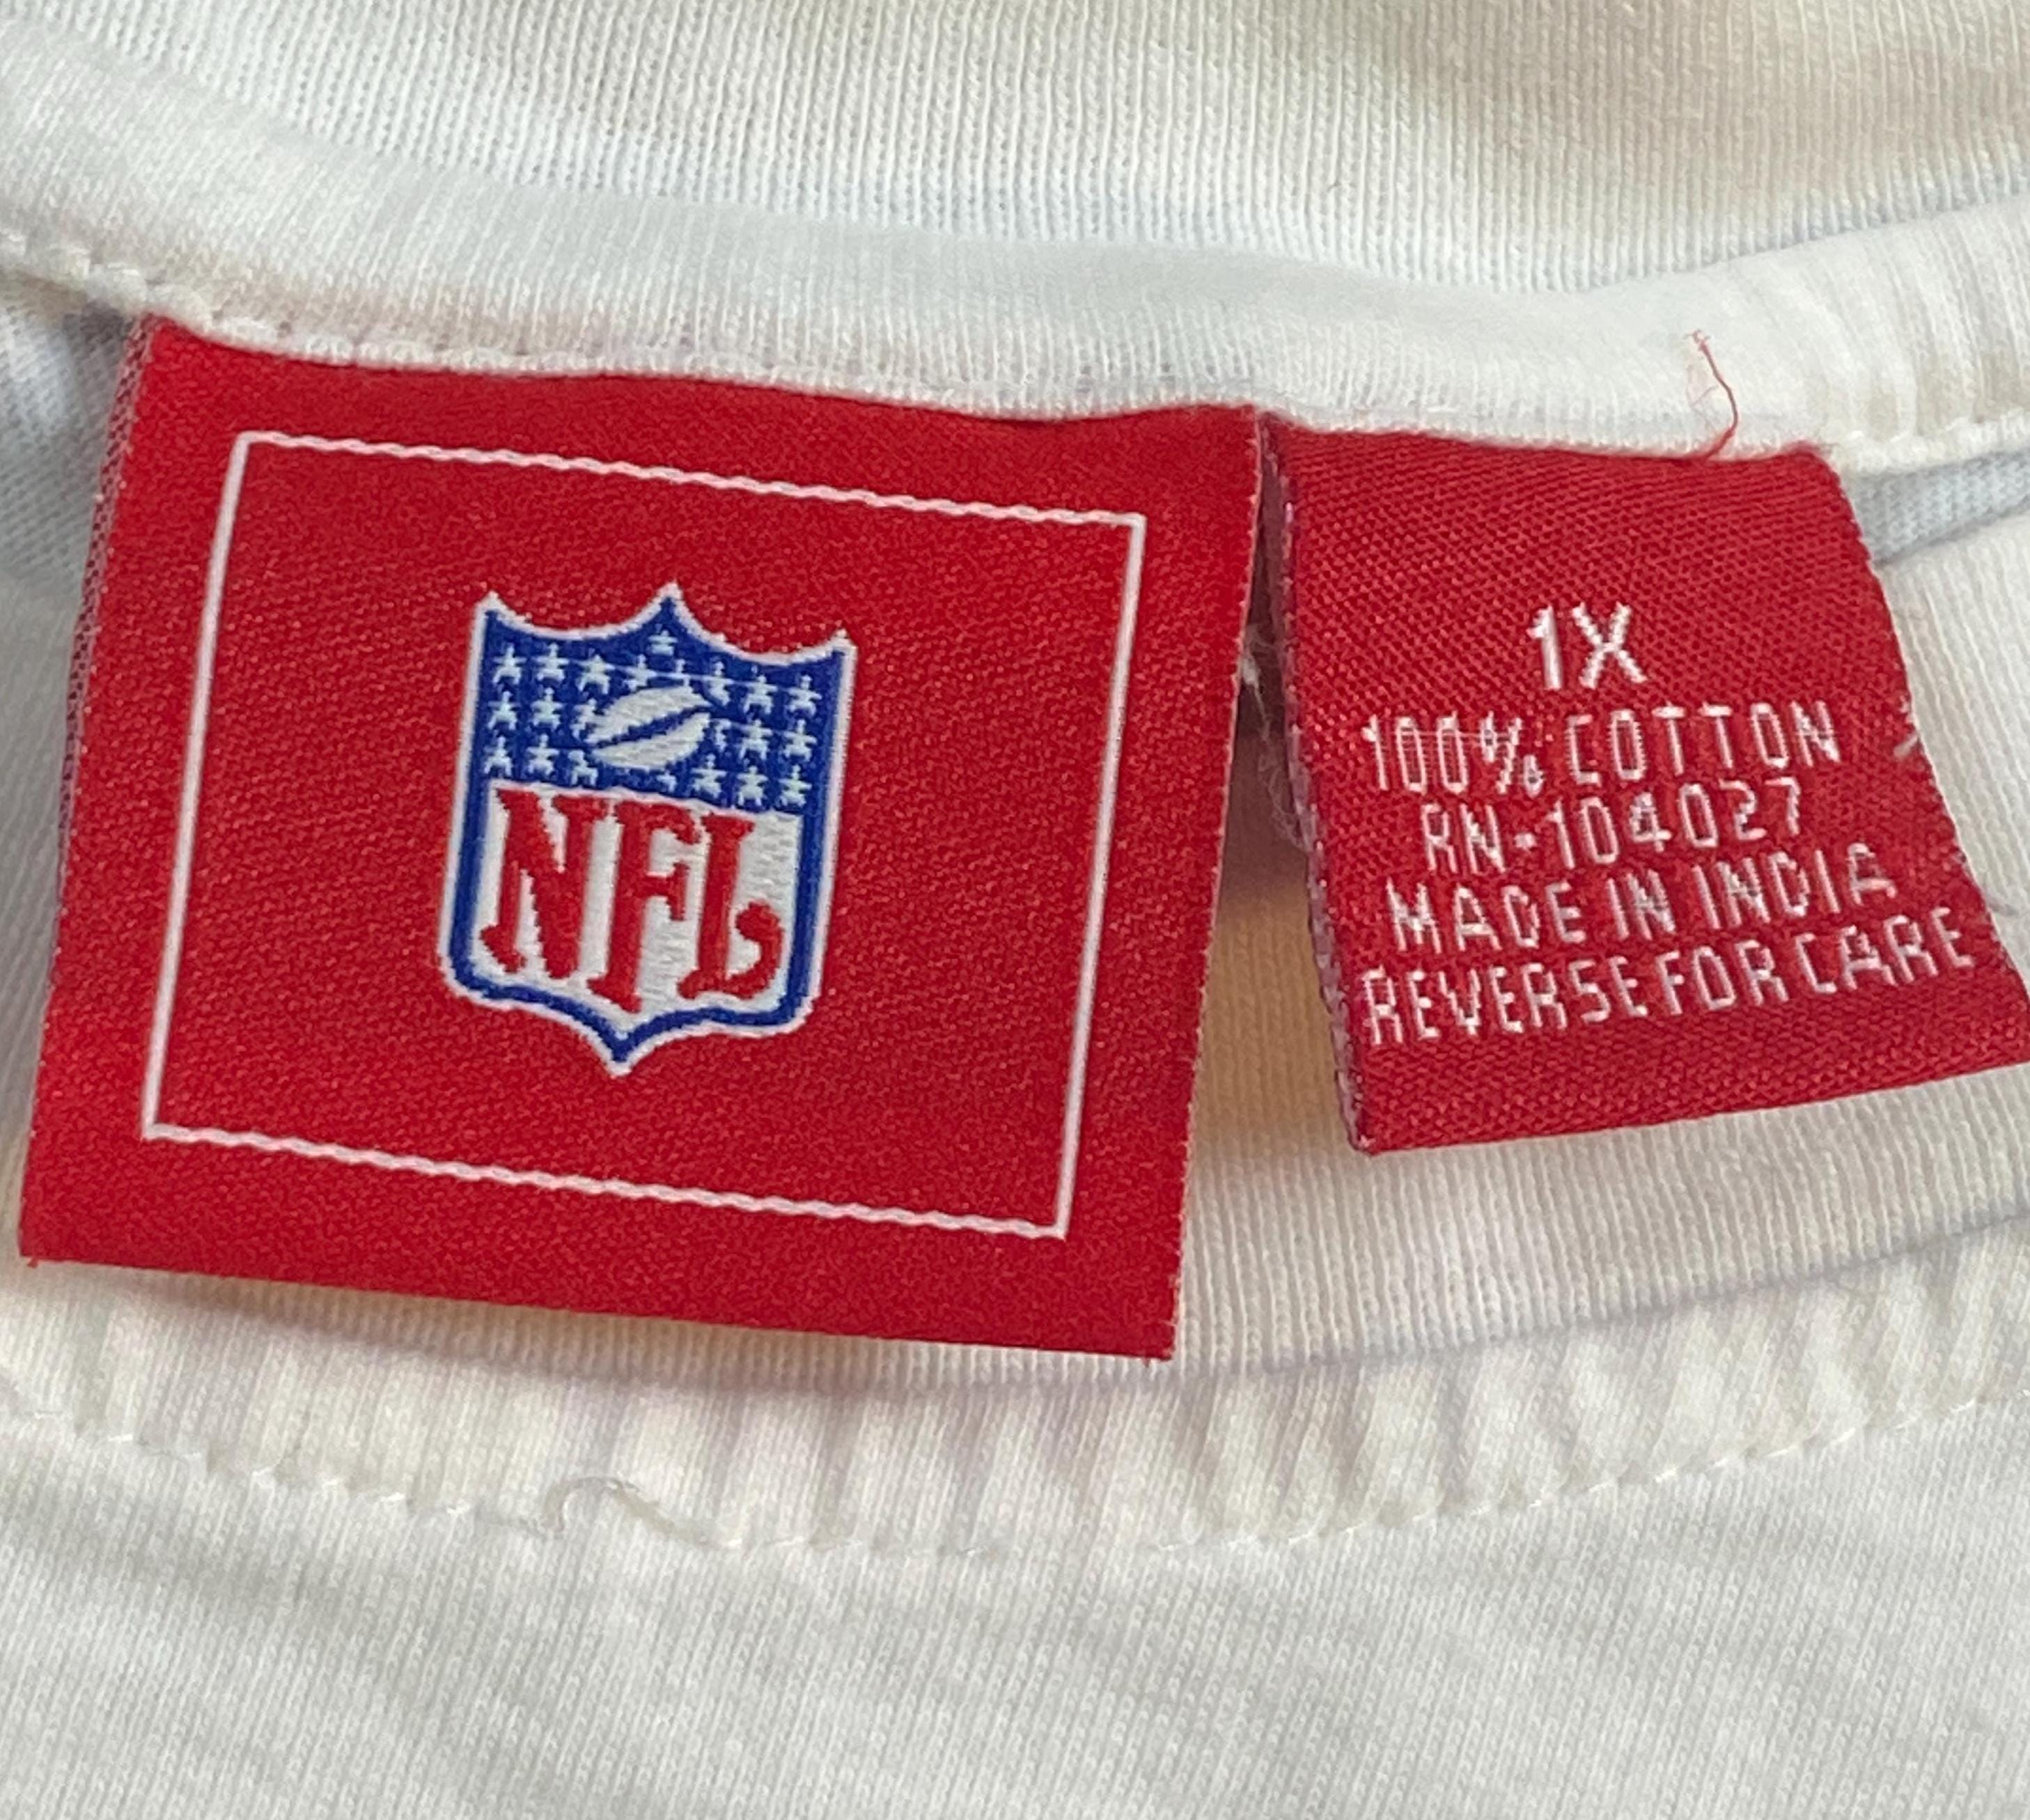 NFL
1X
100% COTTON
RN-104027
MADE IN INDIA
REVERSE FOR CARE